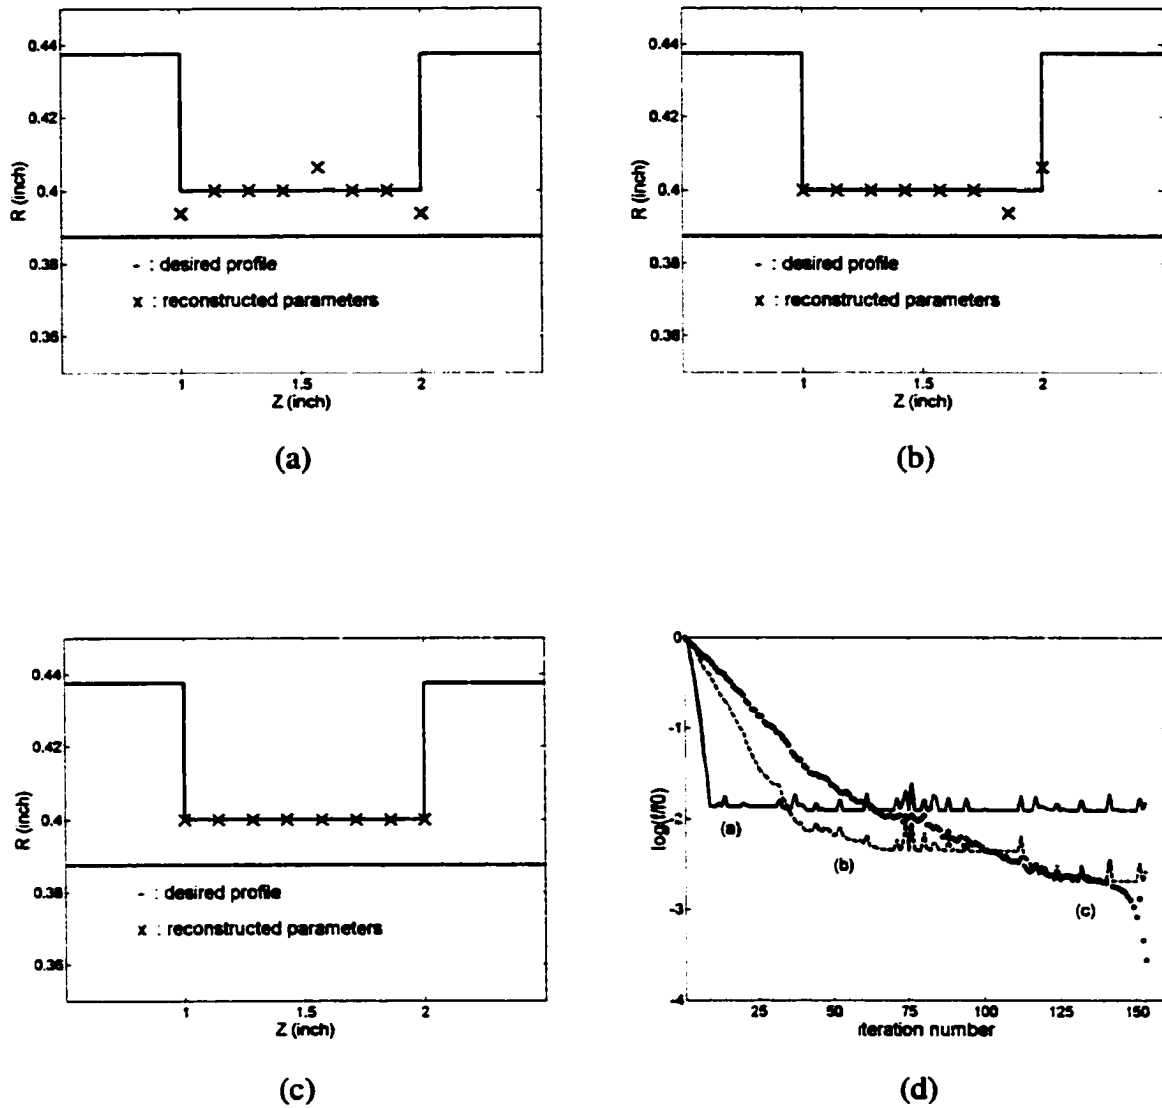 0.44
0.42
0.4
0.38
0.36
R (inch)
- : desired profile
x : reconstructed parameters
1
1.5
2
Z (inch)
(a)
0.44
0.42
0.4
0.38
0.36
R (inch)
- : desired profile
x : reconstructed parameters
1
1.5
2
Z (inch)
(b)
0.44
0.42
0.4
0.38
0.36
R (inch)
- : desired profile
x : reconstructed parameters
1
1.5
2
Z (inch)
(c)
0
-1
-2
-3
-4
log(f/f0)
(a)
(b)
(c)
25
50
75
100
125
150
iteration number
(d)